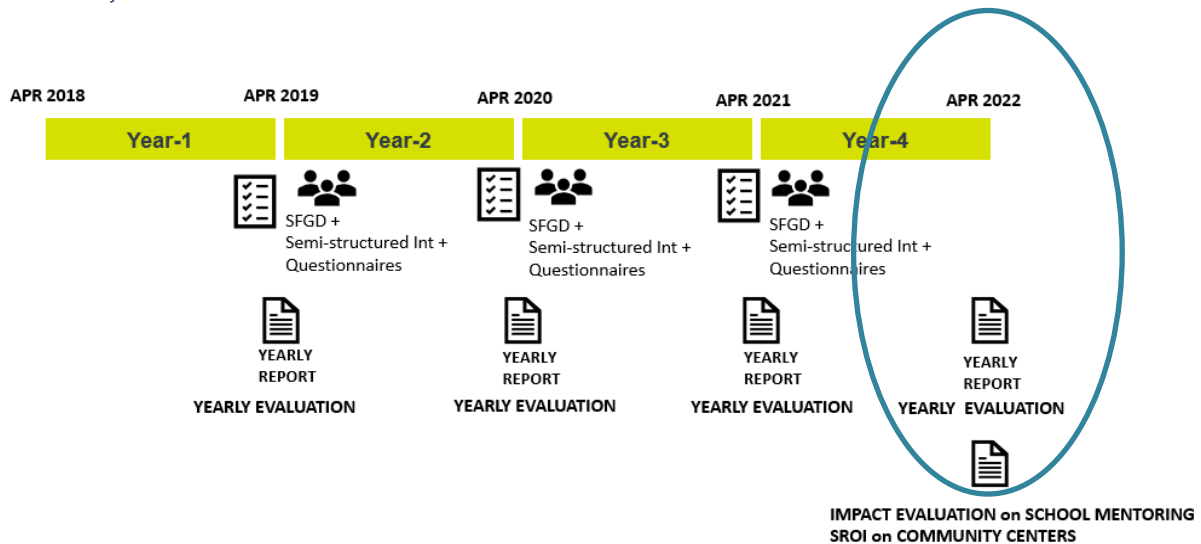 APR 2018
APR 2019
APR 2020
APR 2021
APR 2022
Year-1
Year-2
Year-3
Year-4
SFGD +
Semi-structured Int +
Questionnaires
SFGD +
Semi-structured Int +
Questionnaires
SFGD +
Semi-structured Int +
Questionnaires
YEARLY
REPORT
YEARLY EVALUATION
YEARLY
REPORT
YEARLY EVALUATION
YEARLY
REPORT
YEARLY EVALUATION
YEARLY
REPORT
YEARLY EVALUATION
IMPACT EVALUATION on SCHOOL MENTORING
SROI on COMMUNITY CENTERS